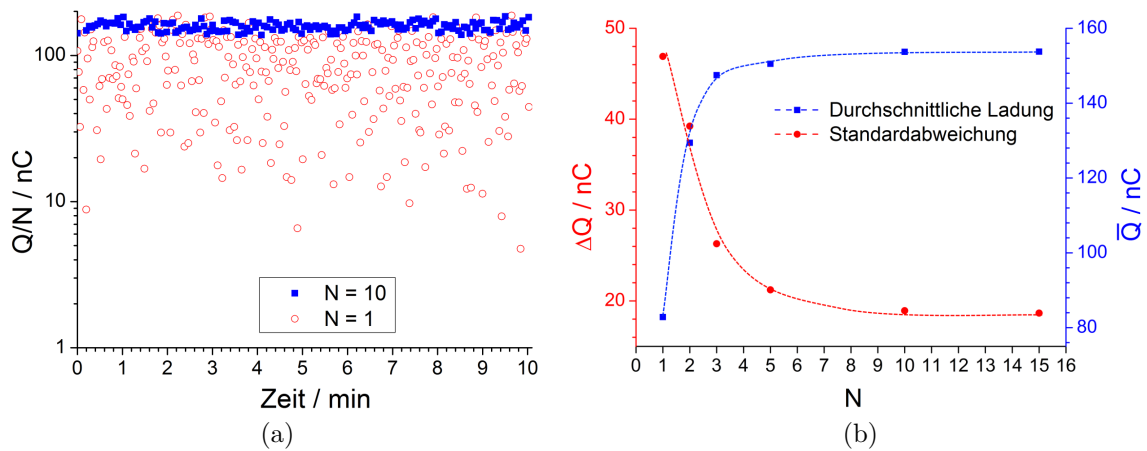 100
10
1
Q/N / nC
N = 10
N = 1
0 1 2 3 4 5 6 7 8 9 10
Zeit / min
(a)
50
40
30
20
ΔQ / nC
Durchschnittliche Ladung
Standardabweichung
160
140
120
100
80
Q̅ / nC
0 1 2 3 4 5 6 7 8 9 10 11 12 13 14 15 16
N
(b)